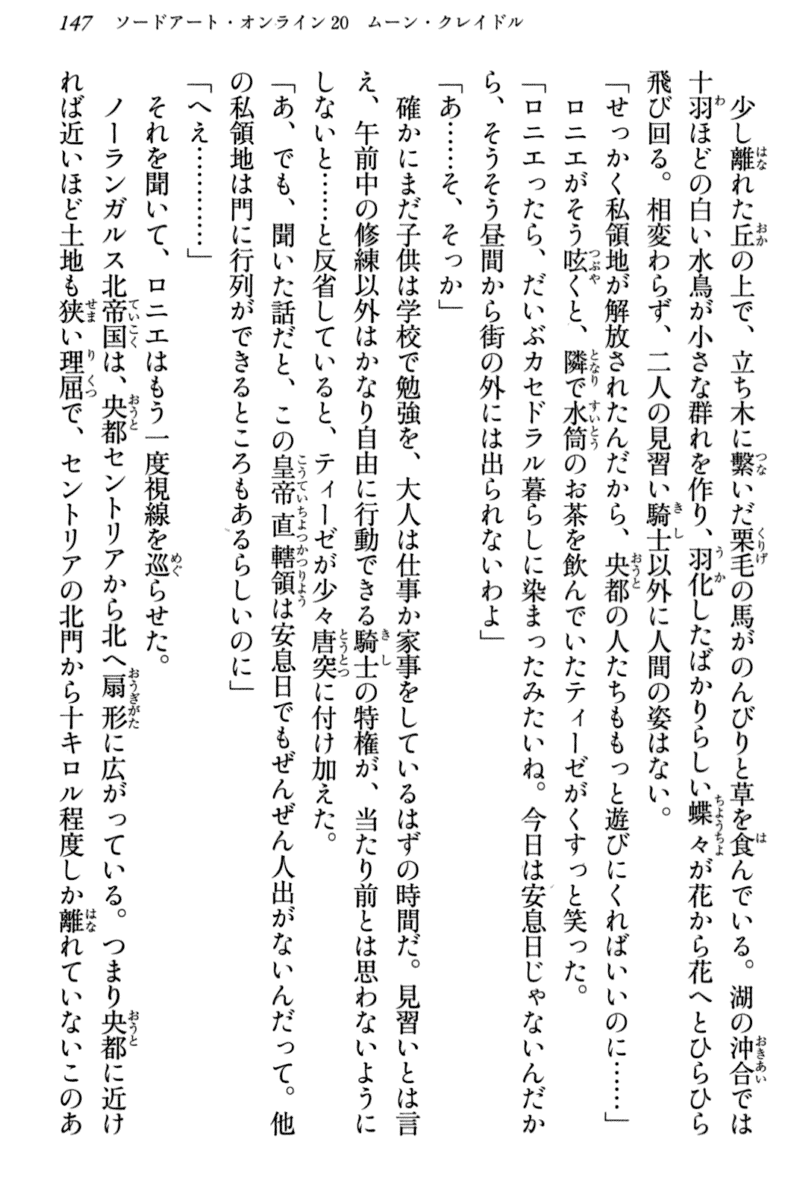 147　ソードアート・オンライン20　ムーン・クレイドル
　少し離れた丘の上で、立ち木に繋いだ栗毛の馬がのんびりと草を食んでいる。湖の沖合では
十羽ほどの白い水鳥が小さな群れを作り、羽化したばかりらしい蝶々が花から花へとひらひら
飛び回る。相変わらず、二人の見習い騎士以外に人間の姿はない。
「せっかく私領地が解放されたんだから、央都の人たちももっと遊びにくればいいのに……」
　ロニエがそう呟くと、隣で水筒のお茶を飲んでいたティーゼがくすっと笑った。
「ロニエったら、だいぶカセドラル暮らしに染まったみたいね。今日は安息日じゃないんだか
ら、そうそう昼間から街の外には出られないわよ」
「あ……そ、そっか」
　確かにまだ子供は学校で勉強を、大人は仕事か家事をしているはずの時間だ。見習いとは言
え、午前中の修練以外はかなり自由に行動できる騎士の特権が、当たり前とは思わないように
しないと……と反省していると、ティーゼが少々唐突に付け加えた。
「あ、でも、聞いた話だと、この皇帝直轄領は安息日でもぜんぜん人出がないんだって。他
の私領地は門に行列ができるところもあるらしいのに」
「へえ…………」
　それを聞いて、ロニエはもう一度視線を巡らせた。
　ノーランガルス北帝国は、央都セントリアから北へ扇形に広がっている。つまり央都に近け
れば近いほど土地も狭い理屈で、セントリアの北門から十キロル程度しか離れていないこのあ